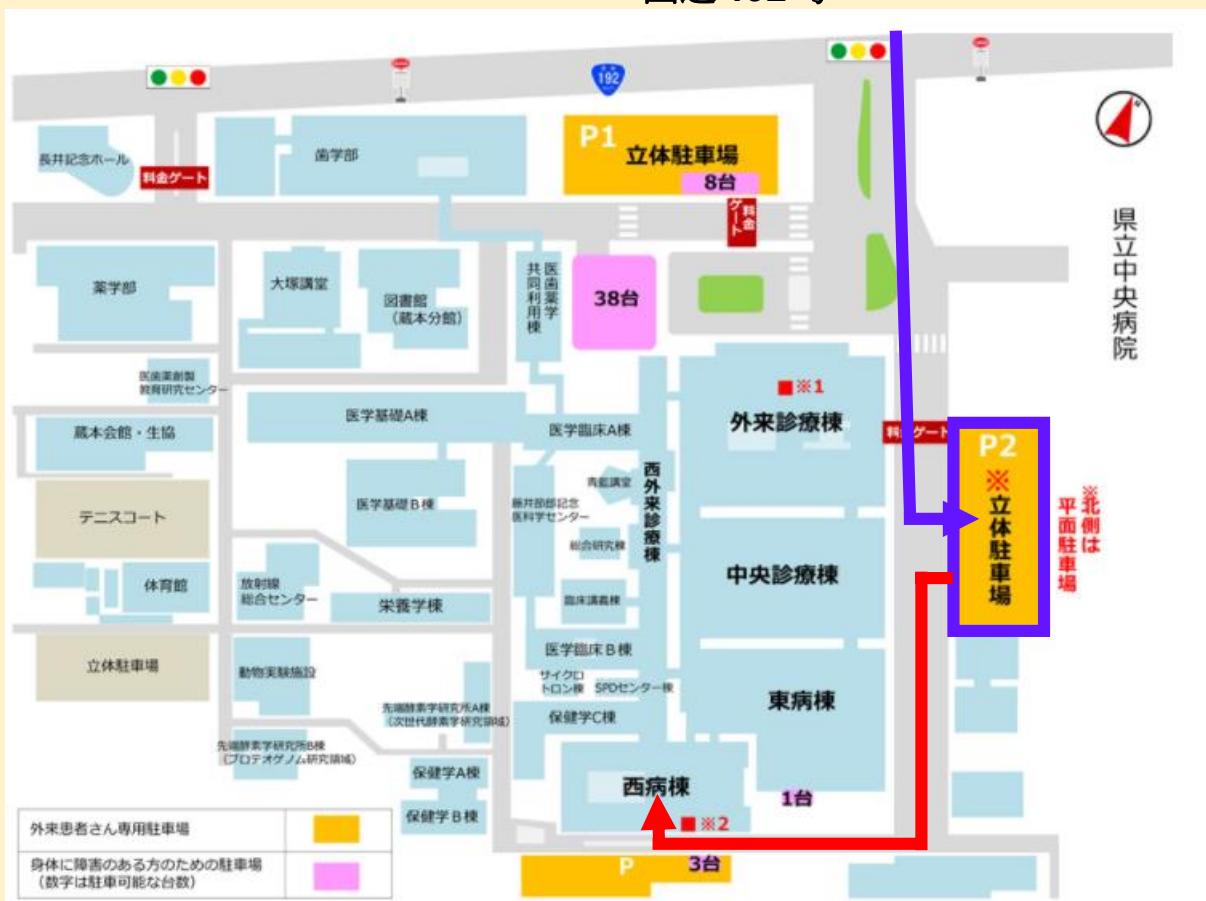 192
P1
立体駐車場
8台
長井記念ホール
料金ゲート
歯学部
料金
ゲート
県立中央病院
薬学部
大塚講堂
図書館
（蔵本分館）
医歯薬学
共同利用棟
38台
医歯薬創製
教育研究センター
※1
外来診療棟
医学基礎A棟
医学臨床A棟
蔵本会館・生協
料金ゲート
P2
※立体駐車場
※北側は
平面駐車場
西外来診療棟
青藍講堂
医学基礎B棟
藤井節郎記念
医科学センター
テニスコート
総合研究棟
中央診療棟
体育館
放射線
総合センター
栄養学棟
臨床講義棟
医学臨床B棟
立体駐車場
動物実験施設
サイクロ
トロン棟
SPDセンター棟
東病棟
先端酵素学研究所A棟
（次世代酵素学研究領域）
保健学C棟
先端酵素学研究所B棟
（プロテオゲノム研究領域）
保健学A棟
西病棟
1台
保健学B棟
※2
外来患者さん専用駐車場
P
3台
身体に障害のある方のための駐車場
（数字は駐車可能な台数）